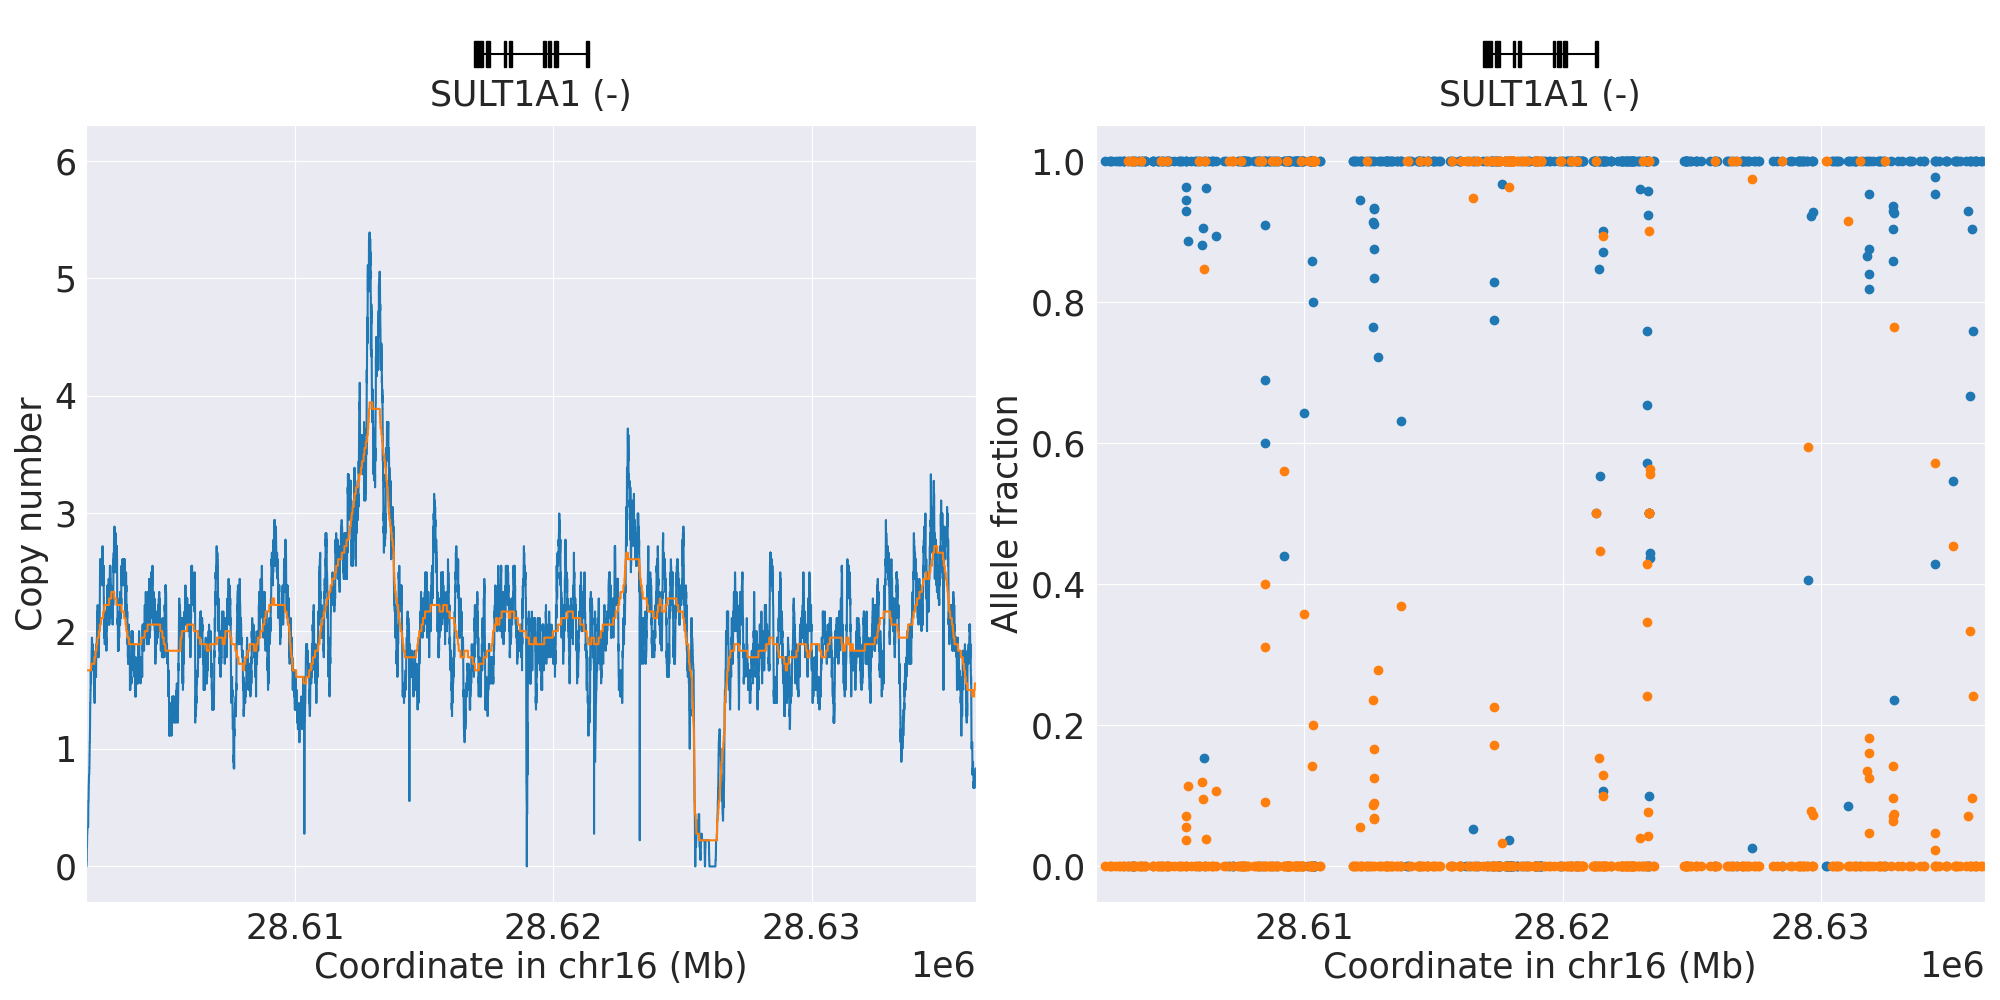 SULT1A1 (-)
Copy number
6
5
4
3
2
1
0
28.61
28.62
28.63
Coordinate in chr16 (Mb)
1e6
SULT1A1 (-)
Allele fraction
1.0
0.8
0.6
0.4
0.2
0.0
28.61
28.62
28.63
Coordinate in chr16 (Mb)
1e6